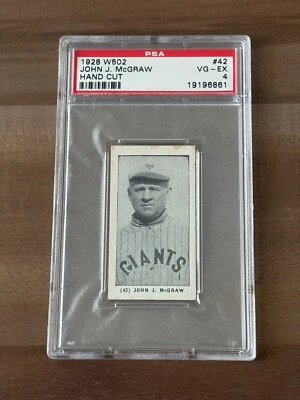 PSA
1928 W502 #42
JOHN J. McGRAW VG - EX
HAND CUT 4
19196861
GIANTS
(42) JOHN J. McGRAW